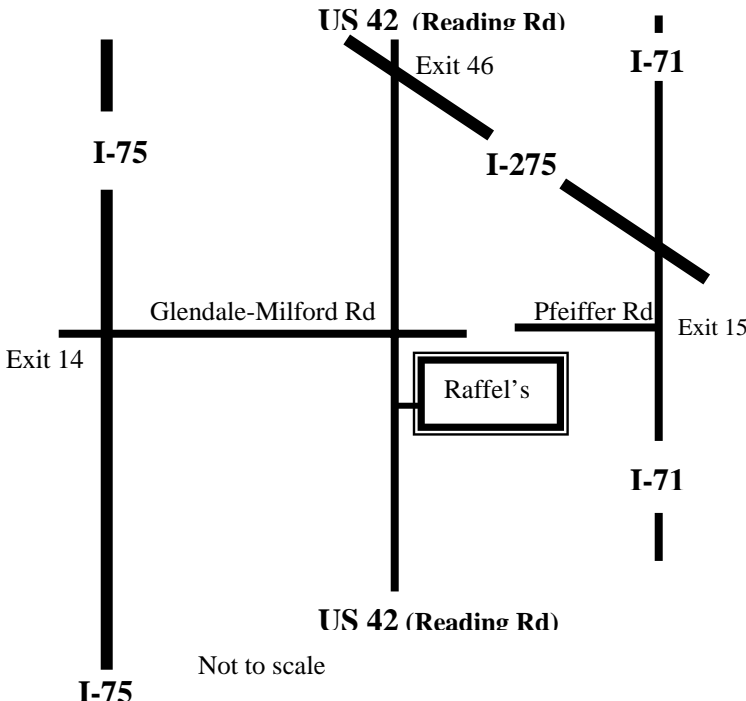 US 42 (Reading Rd)
Exit 46
I-71
I-75
I-275
Glendale-Milford Rd
Pfeiffer Rd
Exit 15
Exit 14
Raffel's
I-71
US 42 (Reading Rd)
Not to scale
I-75